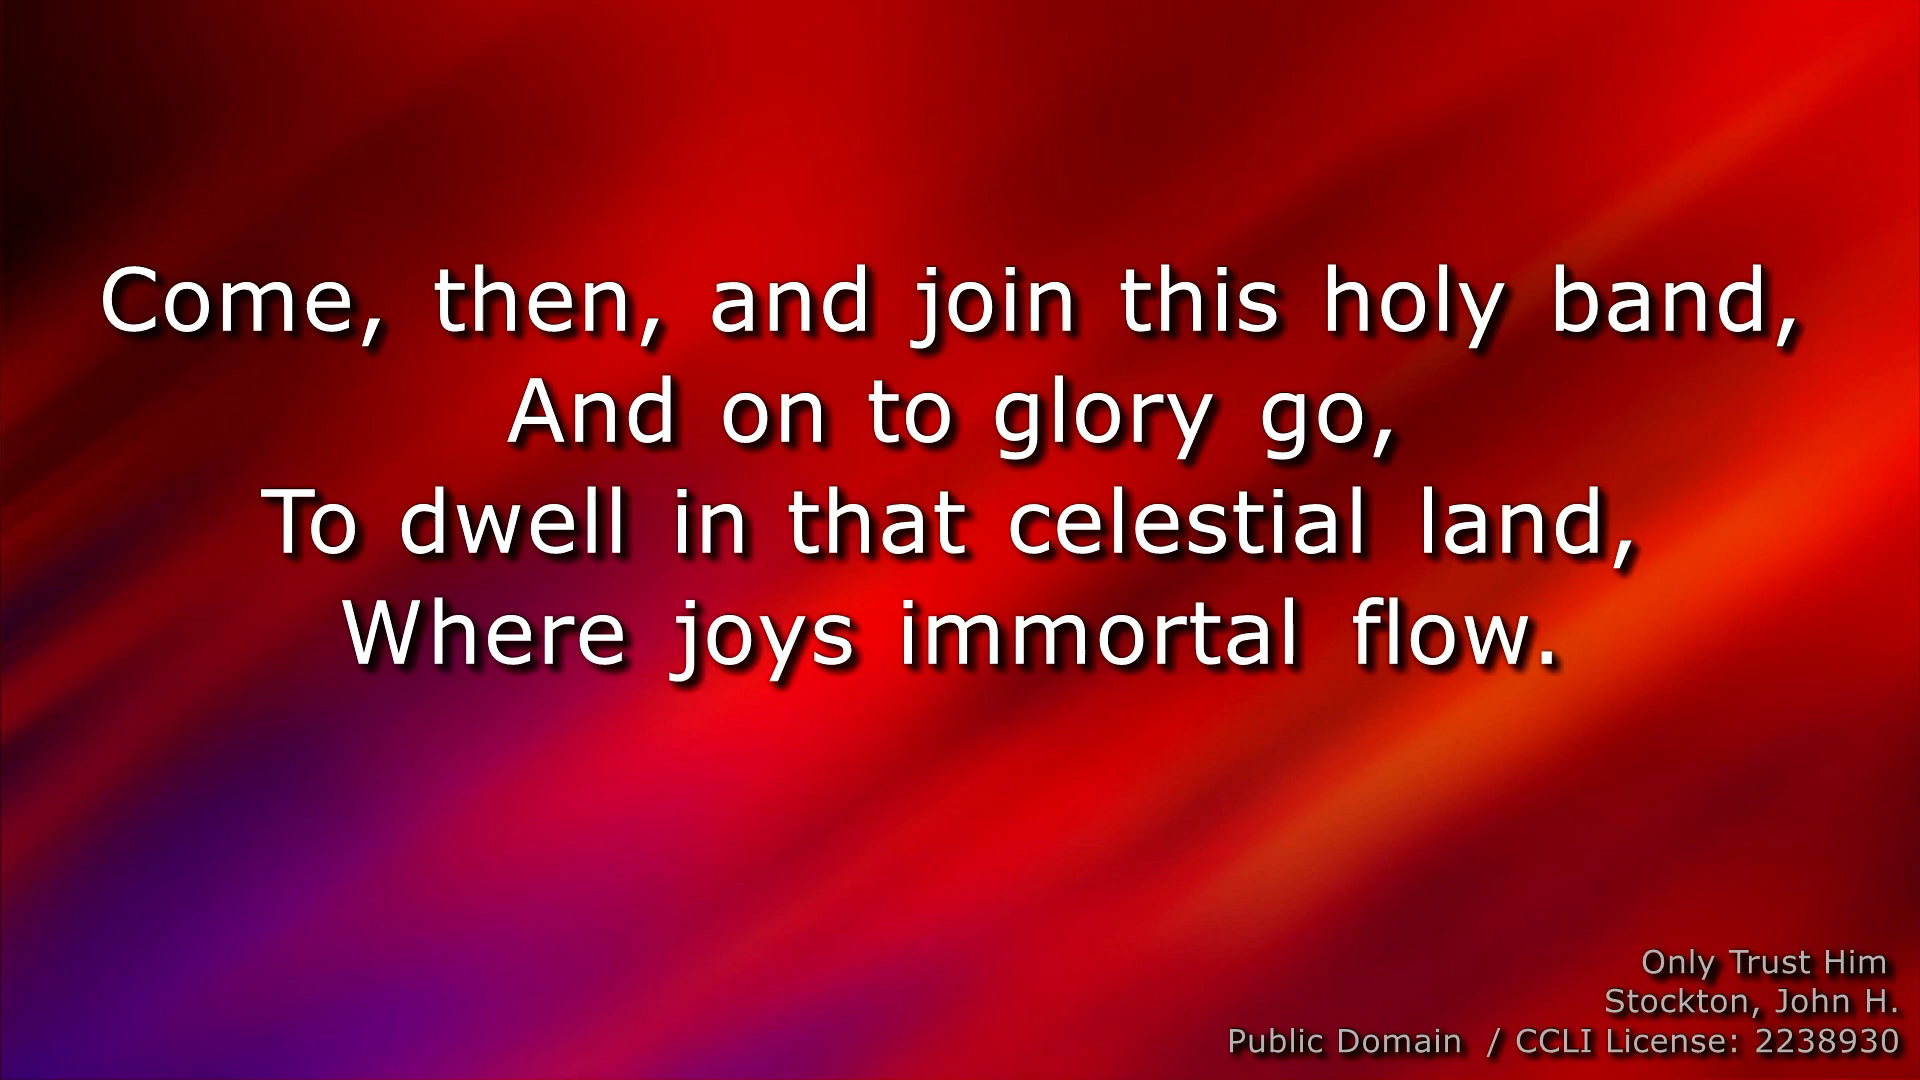 Come, then, and join this holy band,
And on to glory go,
To dwell in that celestial land,
Where joys immortal flow.
Only Trust Him
Stockton, John H.
Public Domain / CCLI License: 2238930